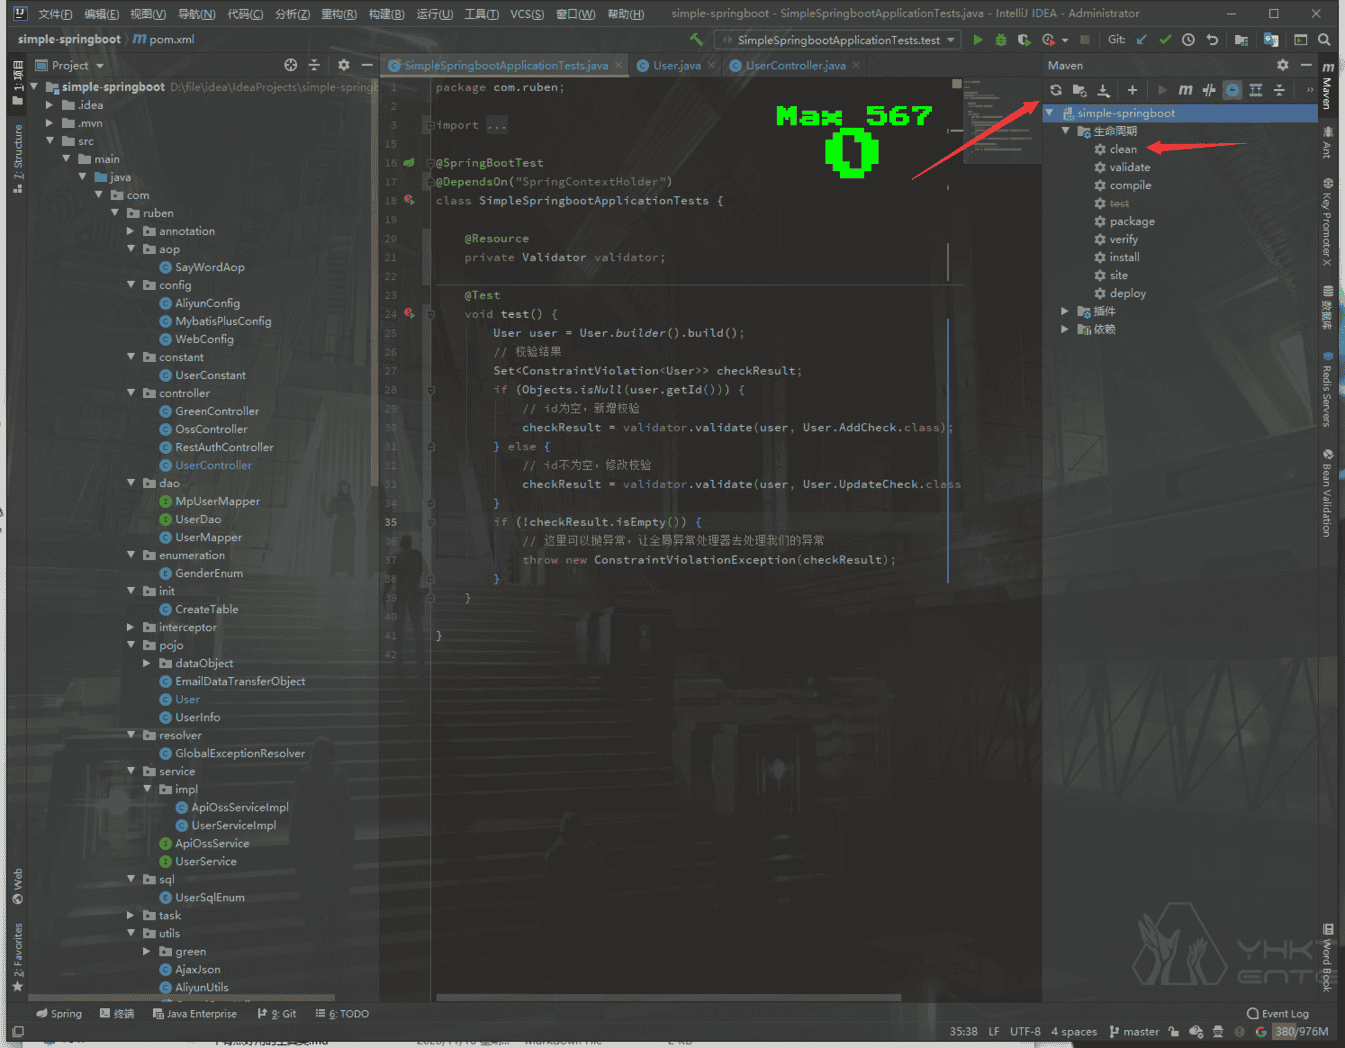 文件(F) 编辑(E) 视图(V) 导航(N) 代码(C) 分析(Z) 重构(R) 构建(B) 运行(U) 工具(T) VCS(S) 窗口(W) 帮助(H) simple-springboot - SimpleSpringbootApplicationTests.java - IntelliJ IDEA - Administrator
simple-springboot m pom.xml SimpleSpringbootApplicationTests.test Git:
Project SimpleSpringbootApplicationTests.java User.java UserController.java Maven
1: 项目
7: Structure
Web
2: Favorites
simple-springboot D:\file\idea\IdeaProjects\simple-springb
.idea
.mvn
src
main
java
com
ruben
annotation
aop
SayWordAop
config
AliyunConfig
MybatisPlusConfig
WebConfig
constant
UserConstant
controller
GreenController
OssController
RestAuthController
UserController
dao
MpUserMapper
UserDao
UserMapper
enumeration
GenderEnum
init
CreateTable
interceptor
pojo
dataObject
EmailDataTransferObject
User
UserInfo
resolver
GlobalExceptionResolver
service
impl
ApiOssServiceImpl
UserServiceImpl
ApiOssService
UserService
sql
UserSqlEnum
task
utils
green
AjaxJson
AliyunUtils
1 package com.ruben;
2
3 import ...
15
16 @SpringBootTest
17 @DependsOn("SpringContextHolder")
18 class SimpleSpringbootApplicationTests {
19
20 @Resource
21 private Validator validator;
22
23 @Test
24 void test() {
25 User user = User.builder().build();
26 // 校验结果
27 Set<ConstraintViolation<User>> checkResult;
28 if (Objects.isNull(user.getId())) {
29 // id为空，新增校验
30 checkResult = validator.validate(user, User.AddCheck.class);
31 } else {
32 // id不为空，修改校验
33 checkResult = validator.validate(user, User.UpdateCheck.class
34 }
35 if (!checkResult.isEmpty()) {
36 // 这里可以抛异常，让全局异常处理器去处理我们的异常
37 throw new ConstraintViolationException(checkResult);
38 }
39 }
40
41 }
42
Max 567
0
simple-springboot
生命周期
clean
validate
compile
test
package
verify
install
site
deploy
插件
依赖
m Maven
Ant
Key Promoter X
数据库
Redis Servers
Bean Validation
Word Book
YHKT
ENTE
Spring 终端 Java Enterprise 9: Git 6: TODO Event Log
35:38 LF UTF-8 4 spaces master 380/976M